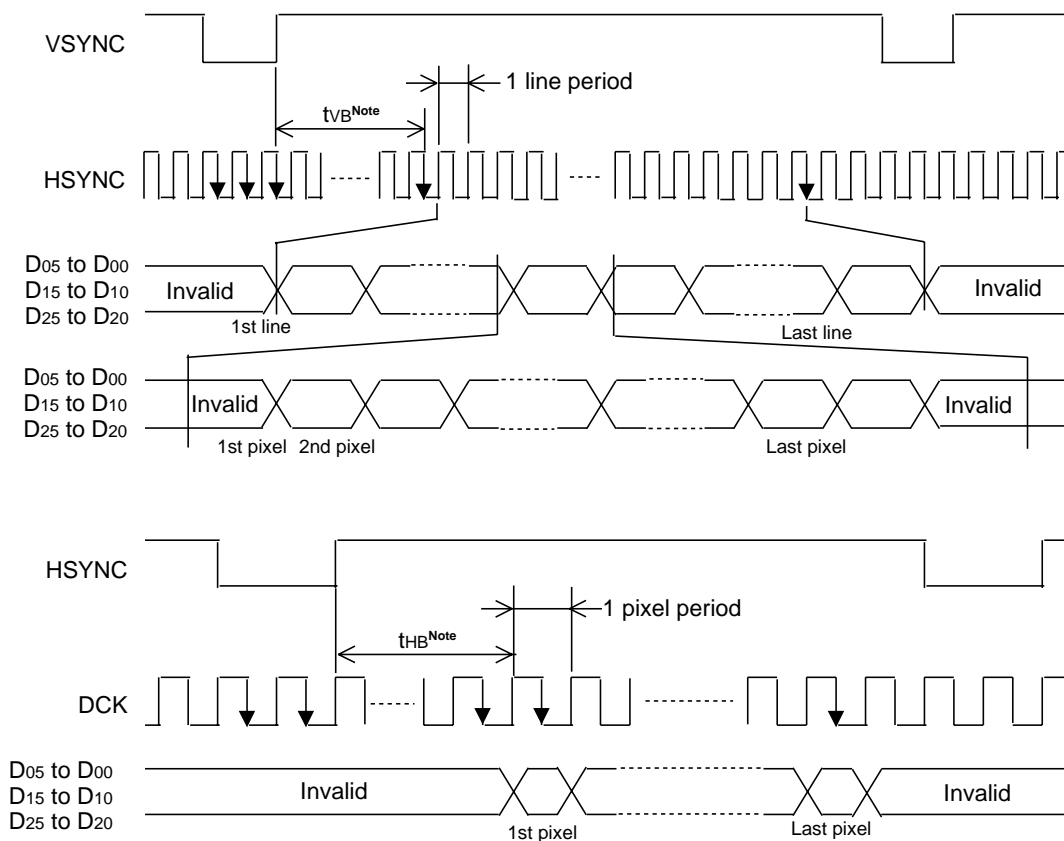 VSYNC
1 line period
tVBNote
HSYNC
D05 to D00
D15 to D10
D25 to D20
Invalid
Invalid
1st line
Last line
D05 to D00
D15 to D10
D25 to D20
Invalid
Invalid
1st pixel 2nd pixel
Last pixel
HSYNC
1 pixel period
tHBNote
DCK
D05 to D00
D15 to D10
D25 to D20
Invalid
Invalid
1st pixel
Last pixel